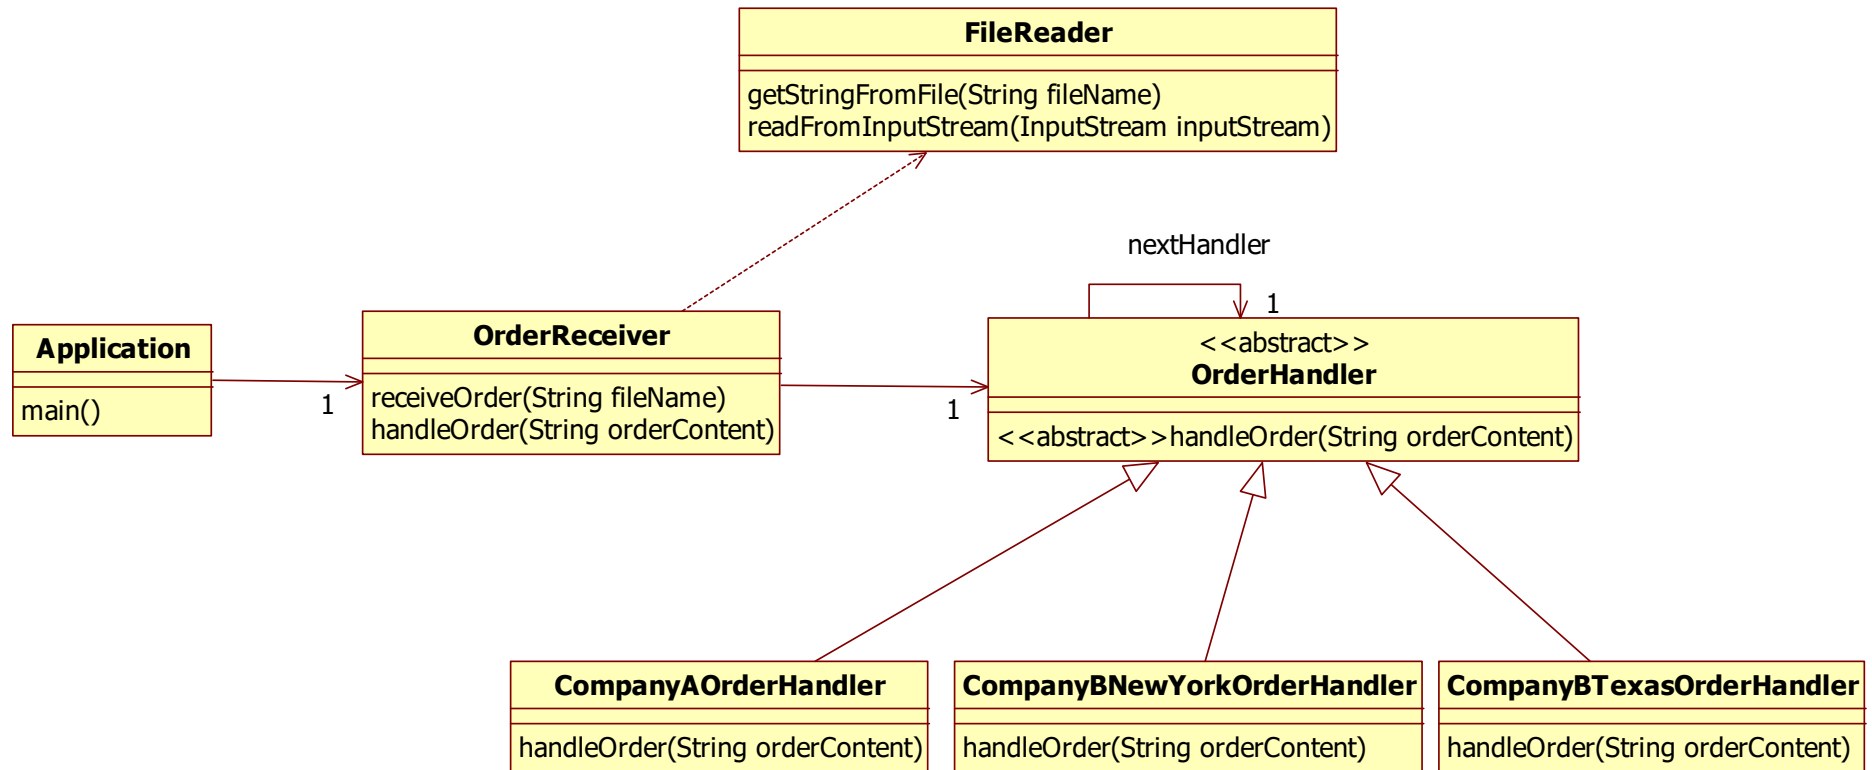 FileReader
getStringFromFile(String fileName)
readFromInputStream(InputStream inputStream)
nextHandler
1
Application
main()
1
OrderReceiver
receiveOrder(String fileName)
handleOrder(String orderContent)
1
<<abstract>>
OrderHandler
<<abstract>>handleOrder(String orderContent)
CompanyAOrderHandler
handleOrder(String orderContent)
CompanyBNewYorkOrderHandler
handleOrder(String orderContent)
CompanyBTexasOrderHandler
handleOrder(String orderContent)